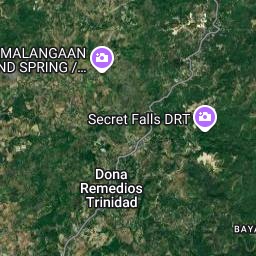 MALANGAAN
ND SPRING /...
Secret Falls DRT
Dona
Remedios
Trinidad
BAYA